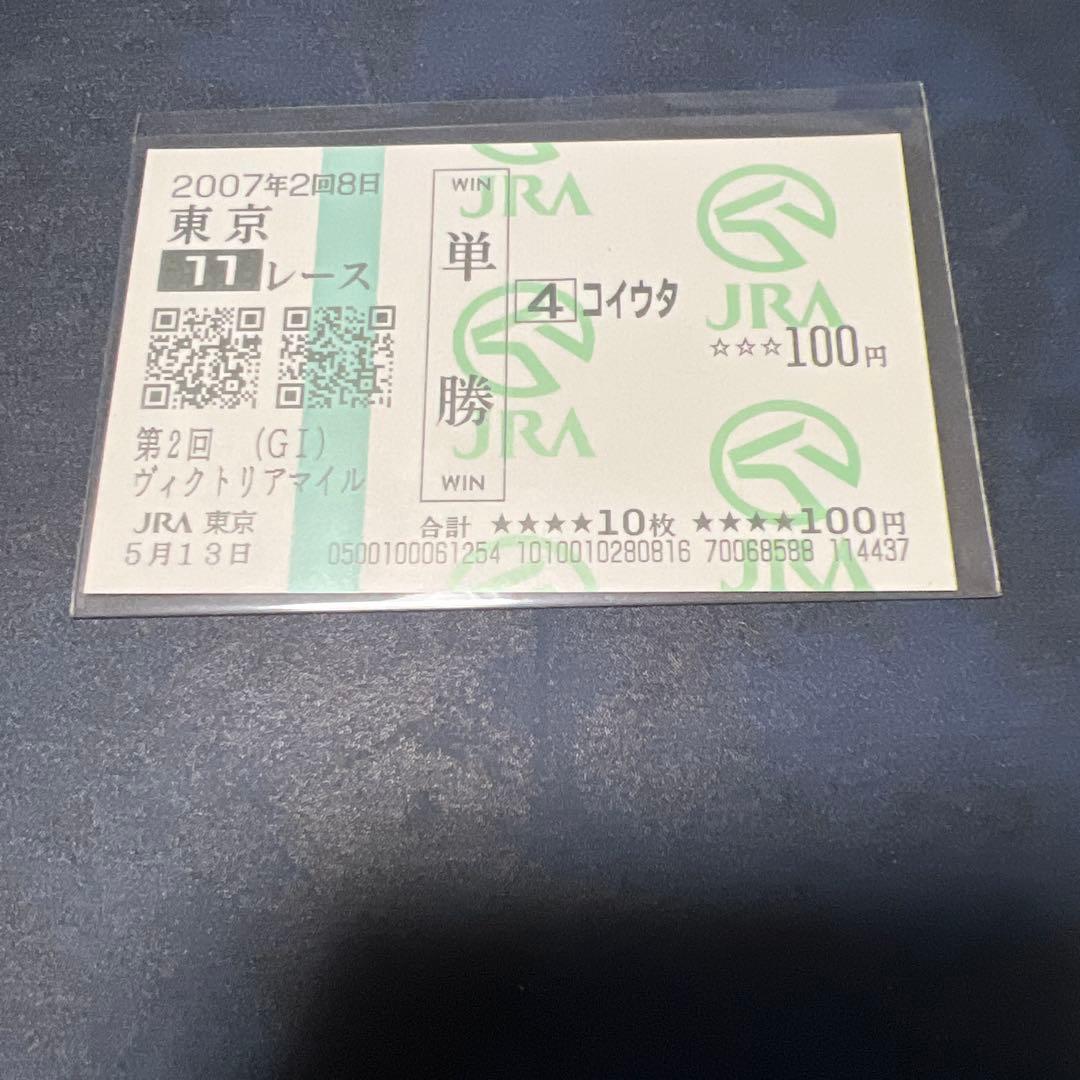 2007年2回8日
東京
11レース
第2回 (GI)
ヴィクトリアマイル
JRA 東京
5月13日
WIN
単勝
WIN
4 コイウタ
☆☆☆100円
合計 ★★★★10枚 ★★★★100円
0500100061254 1010010280816 70068588 114437
JRA
JRA
JRA
JRA